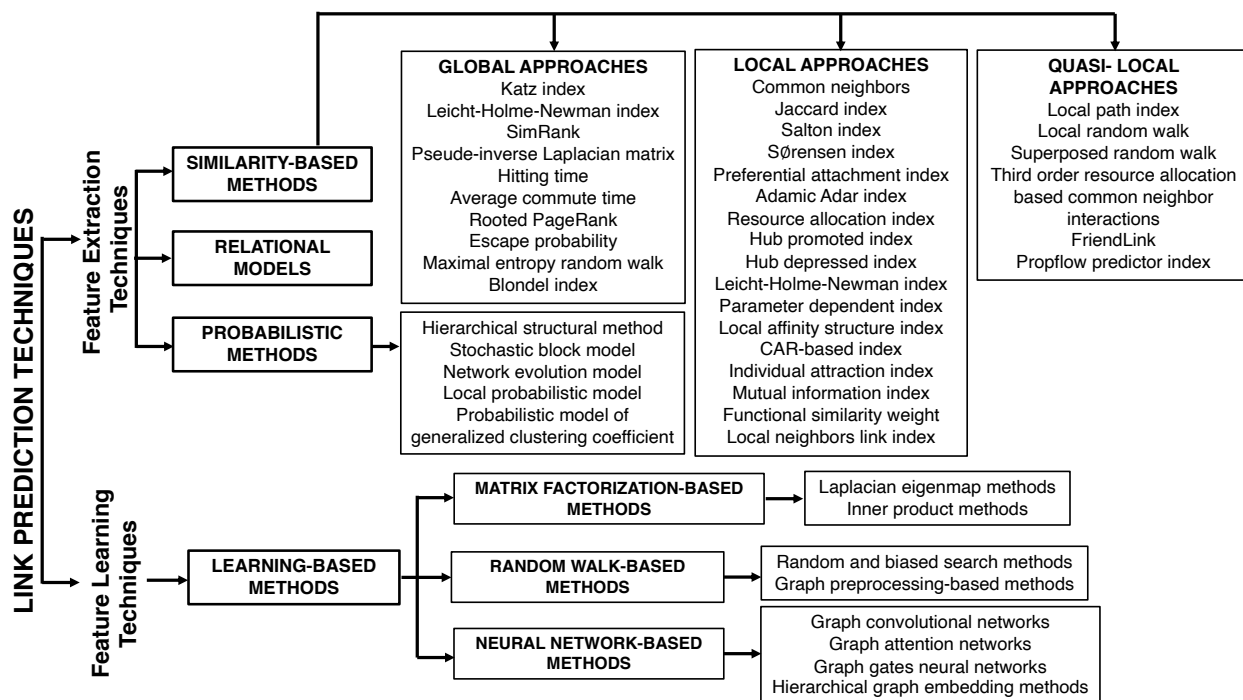 LINK PREDICTION TECHNIQUES
Feature Extraction
Techniques
SIMILARITY-BASED
METHODS
RELATIONAL
MODELS
PROBABILISTIC
METHODS
GLOBAL APPROACHES
Katz index
Leicht-Holme-Newman index
SimRank
Pseude-inverse Laplacian matrix
Hitting time
Average commute time
Rooted PageRank
Escape probability
Maximal entropy random walk
Blondel index
LOCAL APPROACHES
Common neighbors
Jaccard index
Salton index
SØrensen index
Preferential attachment index
Adamic Adar index
Resource allocation index
Hub promoted index
Hub depressed index
Leicht-Holme-Newman index
Parameter dependent index
Local affinity structure index
CAR-based index
Individual attraction index
Mutual information index
Functional similarity weight
Local neighbors link index
QUASI- LOCAL
APPROACHES
Local path index
Local random walk
Superposed random walk
Third order resource allocation
based common neighbor
interactions
FriendLink
Propflow predictor index
Hierarchical structural method
Stochastic block model
Network evolution model
Local probabilistic model
Probabilistic model of
generalized clustering coefficient
Feature Learning
Techniques
LEARNING-BASED
METHODS
MATRIX FACTORIZATION-BASED
METHODS
Laplacian eigenmap methods
Inner product methods
RANDOM WALK-BASED
METHODS
Random and biased search methods
Graph preprocessing-based methods
NEURAL NETWORK-BASED
METHODS
Graph convolutional networks
Graph attention networks
Graph gates neural networks
Hierarchical graph embedding methods